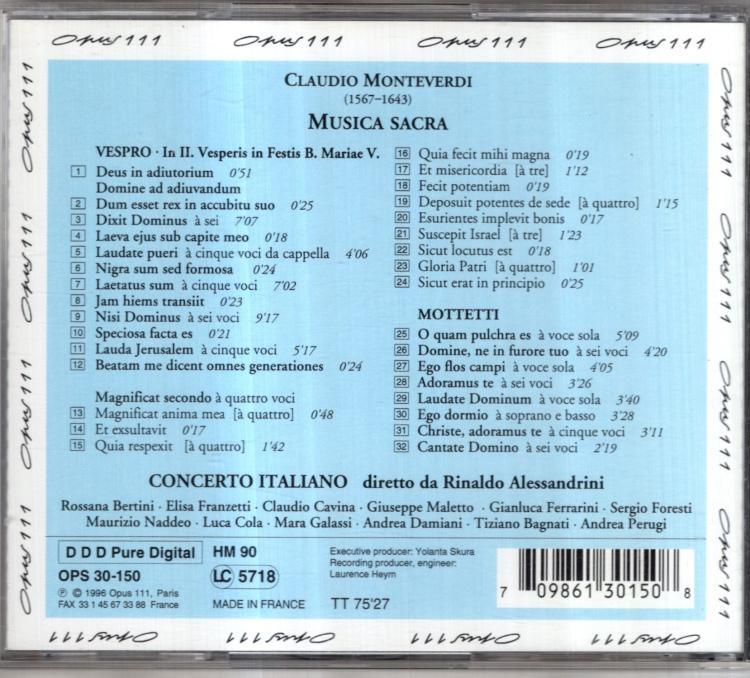 Opus 111 Opus 111 Opus 111 Opus 111
CLAUDIO MONTEVERDI
(1567–1643)
MUSICA SACRA
VESPRO · In II. Vesperis in Festis B. Mariae V.
1 Deus in adiutorium 0'51
Domine ad adiuvandum
2 Dum esset rex in accubitu suo 0'25
3 Dixit Dominus à sei 7'07
4 Laeva ejus sub capite meo 0'18
5 Laudate pueri à cinque voci da cappella 4'06
6 Nigra sum sed formosa 0'24
7 Laetatus sum à cinque voci 7'02
8 Jam hiems transiit 0'23
9 Nisi Dominus à sei voci 9'17
10 Speciosa facta es 0'21
11 Lauda Jerusalem à cinque voci 5'17
12 Beatam me dicent omnes generationes 0'24
Magnificat secondo à quattro voci
13 Magnificat anima mea [à quattro] 0'48
14 Et exsultavit 0'17
15 Quia respexit [à quattro] 1'42
16 Quia fecit mihi magna 0'19
17 Et misericordia [à tre] 1'12
18 Fecit potentiam 0'19
19 Deposuit potentes de sede [à quattro] 1'15
20 Esurientes implevit bonis 0'17
21 Suscepit Israel [à tre] 1'23
22 Sicut locutus est 0'18
23 Gloria Patri [à quattro] 1'01
24 Sicut erat in principio 0'25
MOTTETTI
25 O quam pulchra es à voce sola 5'09
26 Domine, ne in furore tuo à sei voci 4'20
27 Ego flos campi à voce sola 4'05
28 Adoramus te à sei voci 3'26
29 Laudate Dominum à voce sola 3'40
30 Ego dormio à soprano e basso 3'28
31 Christe, adoramus te à cinque voci 3'11
32 Cantate Domino à sei voci 2'19
CONCERTO ITALIANO diretto da Rinaldo Alessandrini
Rossana Bertini · Elisa Franzetti · Claudio Cavina · Giuseppe Maletto · Gianluca Ferrarini · Sergio Foresti
Maurizio Naddeo · Luca Cola · Mara Galassi · Andrea Damiani · Tiziano Bagnati · Andrea Perugi
D D D Pure Digital
OPS 30-150
℗ © 1996 Opus 111, Paris
FAX 33 1 45 67 33 88 France
HM 90
LC 5718
MADE IN FRANCE
Executive producer: Yolanta Skura
Recording producer, engineer:
Laurence Heym
TT 75'27
7 09861 30150 8
Opus 111 Opus 111 Opus 111 Opus 111
Opus 111 Opus 111 Opus 111 Opus 111
Opus 111 Opus 111 Opus 111 Opus 111